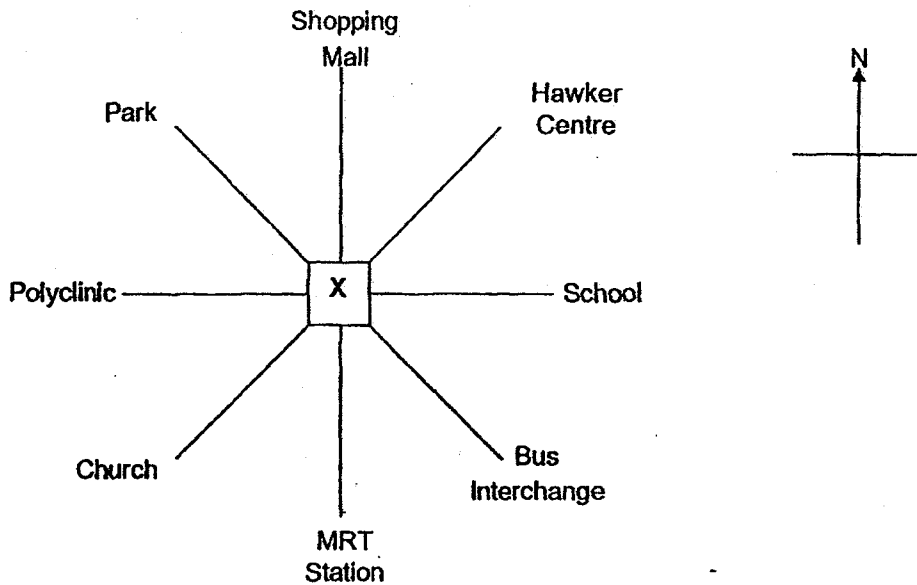 Shopping
Mall
N
Park
Hawker
Centre
Polyclinic
X
School
Church
Bus
Interchange
MRT
Station